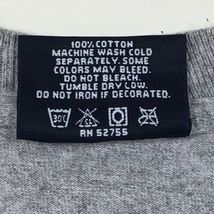 100% COTTON
MACHINE WASH COLD
SEPARATELY. SOME
COLORS MAY BLEED.
DO NOT BLEACH.
TUMBLE DRY LOW.
DO NOT IRON IF DECORATED.
30°
RN 52755